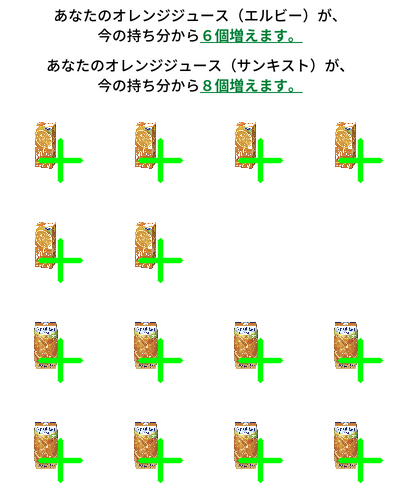 あなたのオレンジジュース（エルビー）が、
今の持ち分から６個増えます。
あなたのオレンジジュース（サンキスト）が、
今の持ち分から８個増えます。